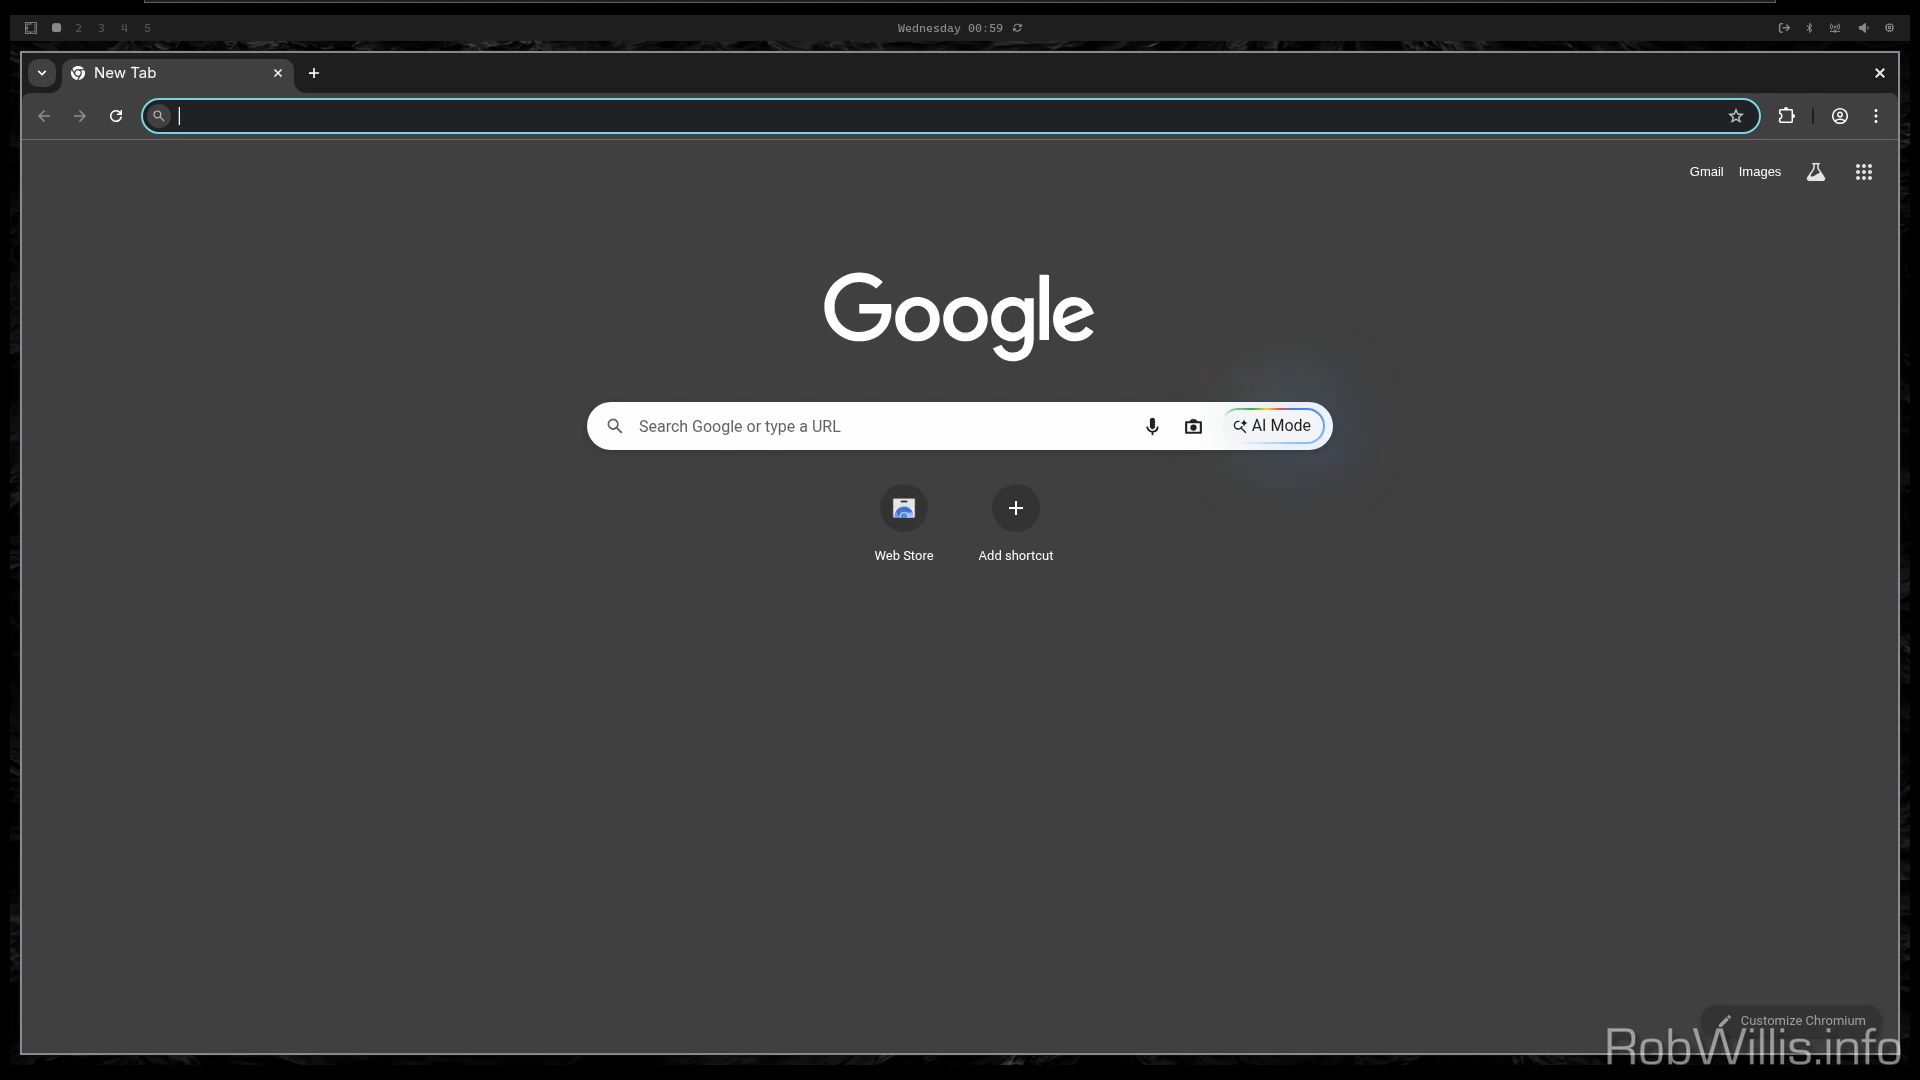 2 3 4 5
Wednesday 00:59
New Tab
Gmail Images
Google
Search Google or type a URL
AI Mode
Web Store
Add shortcut
Customize Chromium
RobWillis.info